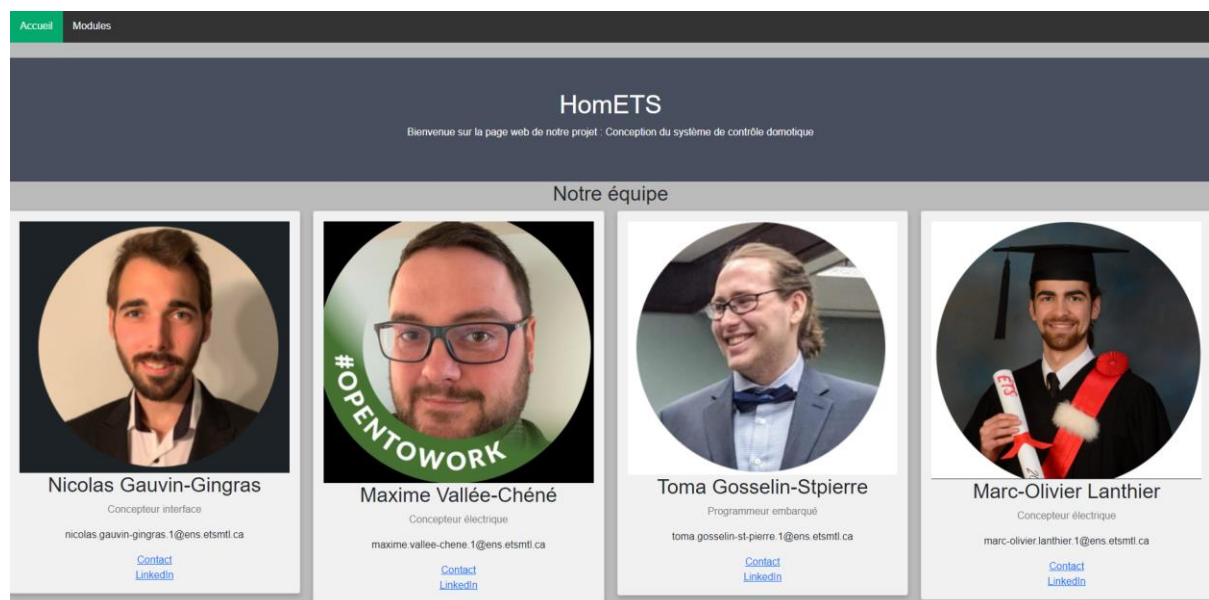 Accueil Modules
HomETS
Bienvenue sur la page web de notre projet : Conception du système de contrôle domotique
Notre équipe
#OPENTOWORK
ETS
Nicolas Gauvin-Gingras
Concepteur interface
nicolas.gauvin-gingras.1@ens.etsmtl.ca
Contact
LinkedIn
Maxime Vallée-Chéné
Concepteur électrique
maxime.vallee-chene.1@ens.etsmtl.ca
Contact
LinkedIn
Toma Gosselin-Stpierre
Programmeur embarqué
toma.gosselin-st-pierre.1@ens.etsmtl.ca
Contact
LinkedIn
Marc-Olivier Lanthier
Concepteur électrique
marc-olivier.lanthier.1@ens.etsmtl.ca
Contact
LinkedIn